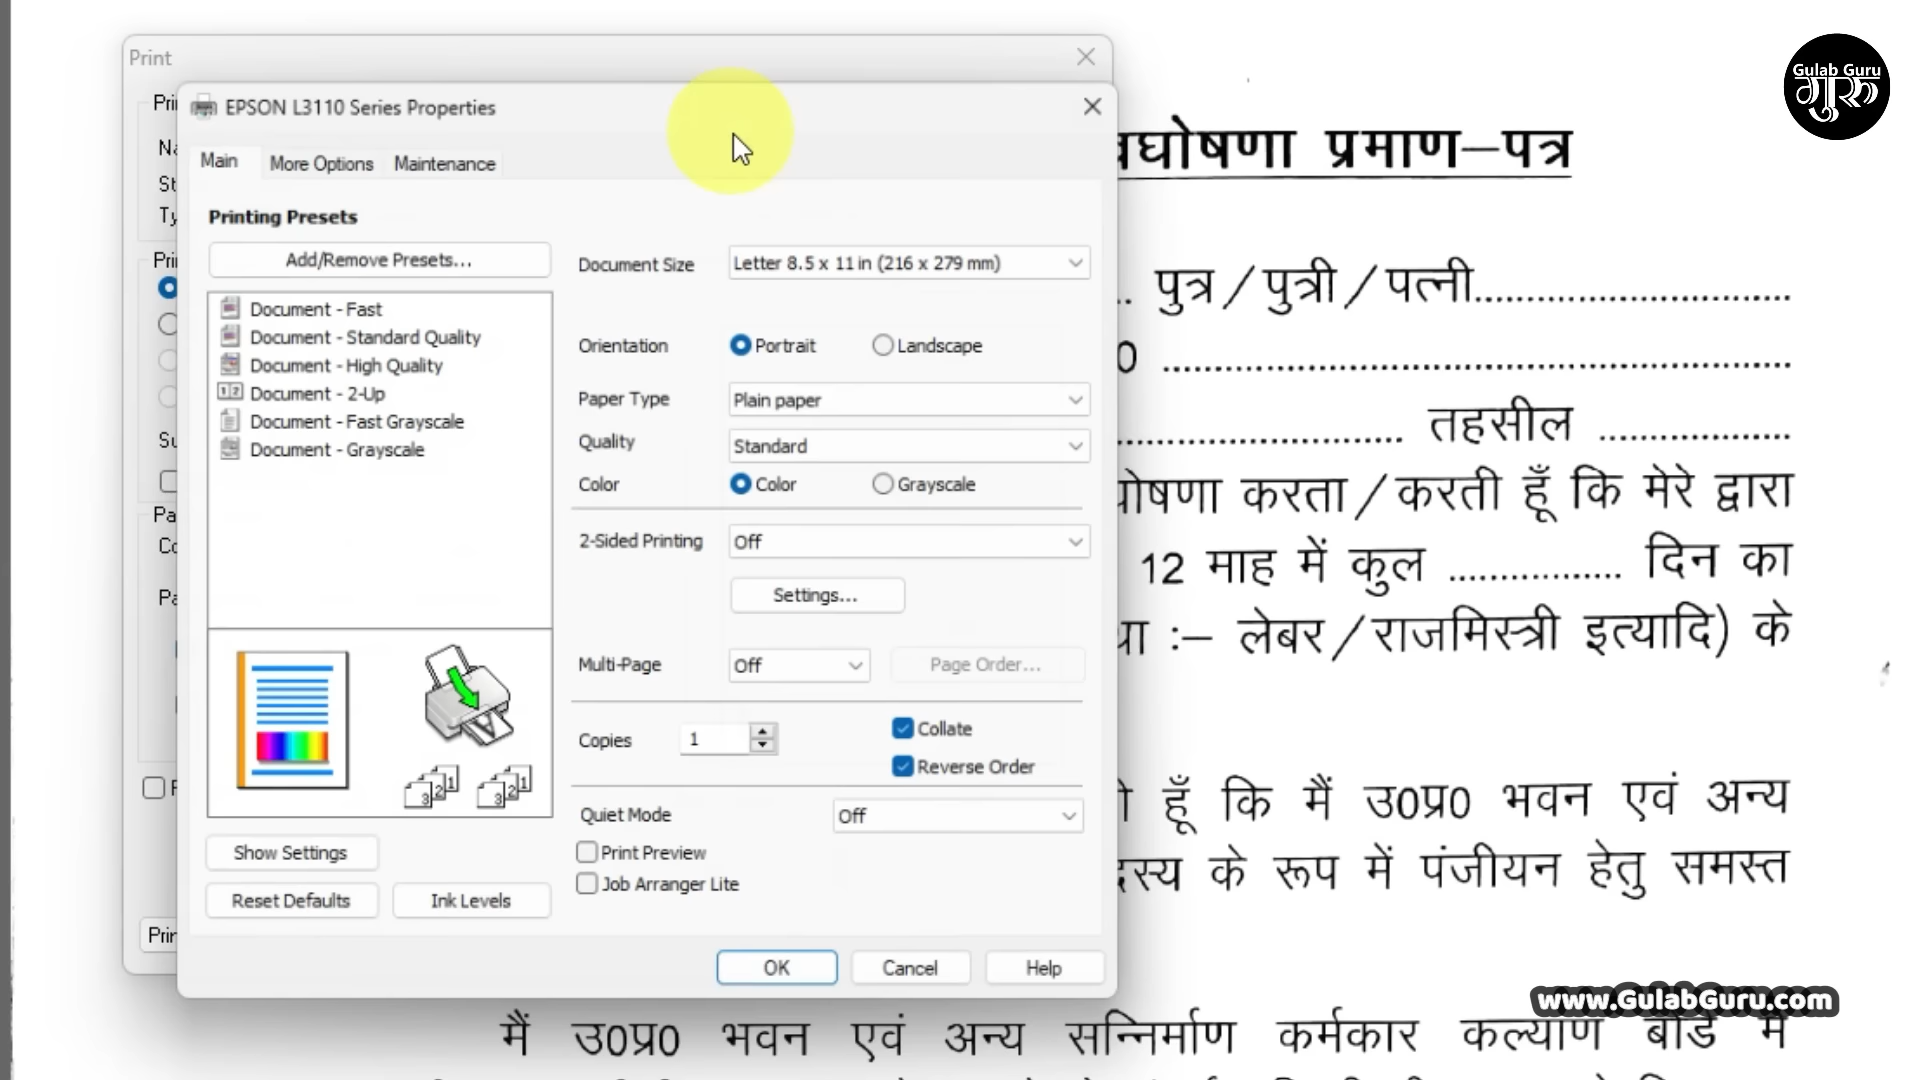 Print
EPSON L3110 Series Properties
Main More Options Maintenance
Printing Presets
Add/Remove Presets...
Document - Fast
Document - Standard Quality
Document - High Quality
Document - 2-Up
Document - Fast Grayscale
Document - Grayscale
Show Settings
Reset Defaults Ink Levels
Document Size Letter 8.5 x 11 in (216 x 279 mm)
Orientation Portrait Landscape
Paper Type Plain paper
Quality Standard
Color Color Grayscale
2-Sided Printing Off
Settings...
Multi-Page Off Page Order...
Copies 1 Collate
Reverse Order
Quiet Mode Off
Print Preview
Job Arranger Lite
OK Cancel Help
Gulab Guru
गुरु
प्रमाण–पत्र
पुत्र/पुत्री/पत्नी
तहसील
करता/करती हूँ कि मेरे द्वारा
12 माह में कुल दिन का
:– लेबर/राजमिस्त्री इत्यादि) के
हूँ कि मैं उ0प्र0 भवन एवं अन्य
के रूप में पंजीयन हेतु समस्त
www.GulabGuru.com
मैं उ0प्र0 भवन एवं अन्य सन्निर्माण कर्मकार कल्याण बोर्ड में